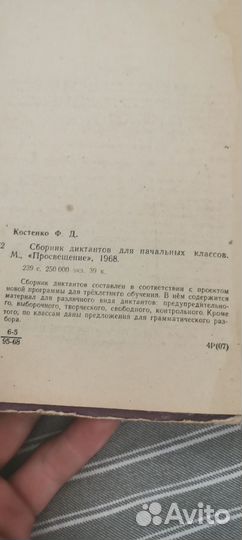 Костенко Ф. Д.
2 Сборник диктантов для начальных классов.
М., «Просвещение», 1968.
239 с. 250 000 экз. 39 к.
Сборник диктантов составлен в соответствии с проектом
новой программы для трёхлетнего обучения. В нём содержится
материал для различного вида диктантов: предупредительно-
го, выборочного, творческого, свободного, контрольного. Кроме
того, по классам даны предложения для грамматического раз-
бора.
6-5
95-68
4Р(07)
Avito